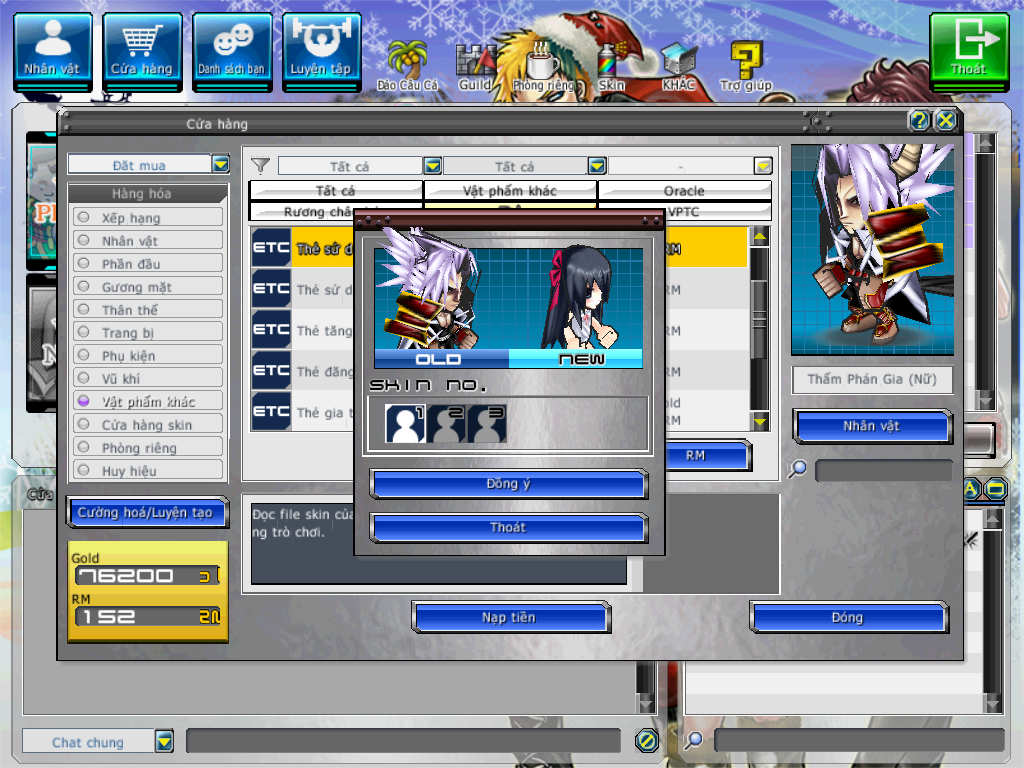 Nhân vật
Cửa hàng
Danh sách bạn
Luyện tập
Đảo Câu Cá
Guild
Phòng riêng
Skin
KHÁC
Trợ giúp
Thoát
Cửa hàng
Đặt mua
Hàng hóa
Xếp hạng
Nhân vật
Phần đầu
Gương mặt
Thân thể
Trang bị
Phụ kiện
Vũ khí
Vật phẩm khác
Cửa hàng skin
Phòng riêng
Huy hiệu
Cường hoá/Luyện tạo
Gold
76200
RM
152
Tất cả
Tất cả
-
Tất cả
Vật phẩm khác
Oracle
Rương
VPTC
ETC
Thẻ sử
RM
ETC
Thẻ sử
RM
ETC
Thẻ tăng
RM
ETC
Thẻ
RM
ETC
Thẻ gia
RM
RM
OLD
NEW
SKIN NO.
1
2
3
Đồng ý
Thoát
Đọc file skin
ng trò chơi.
Thẩm Phán Gia (Nữ)
Nhân vật
Nạp tiền
Đóng
Chat chung